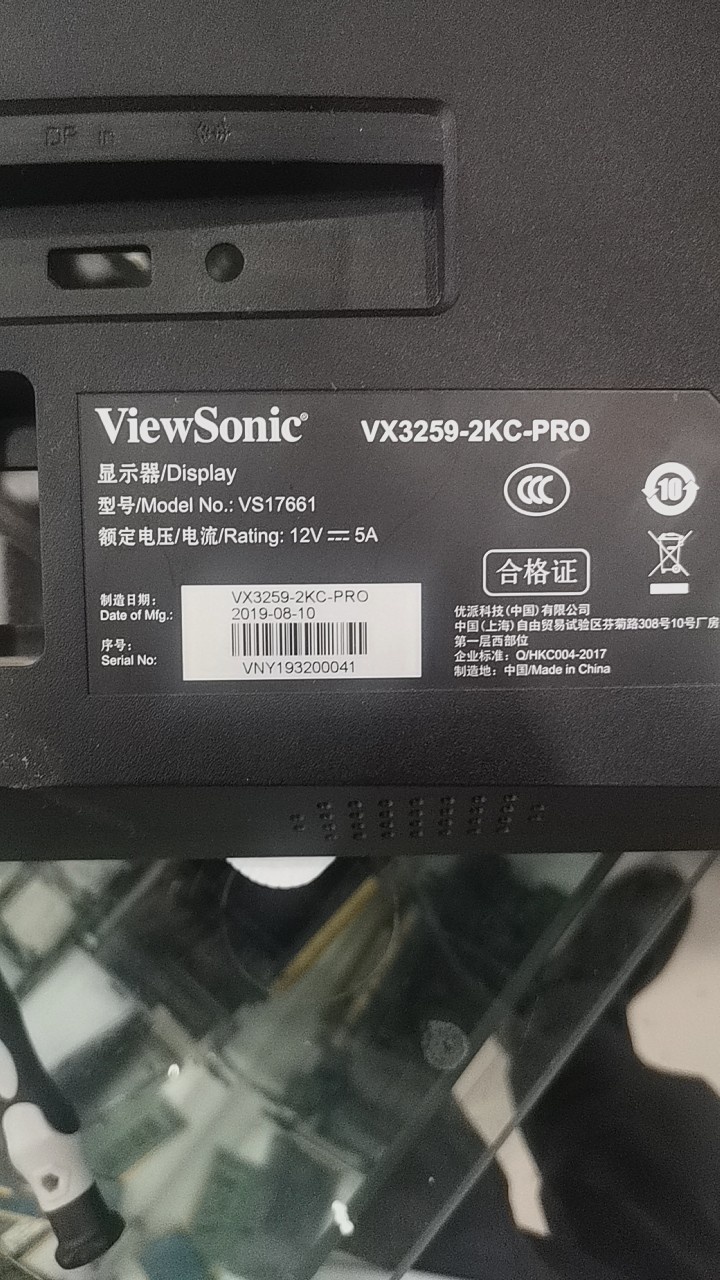 DP IN
ViewSonic® VX3259-2KC-PRO
显示器/Display
型号/Model No.: VS17661
额定电压/电流/Rating: 12V ⎓ 5A
10
合格证
制造日期:
Date of Mfg.:
序号:
Serial No:
VX3259-2KC-PRO
2019-08-10
VNY193200041
优派科技(中国)有限公司
中国(上海)自由贸易试验区芬菊路308号10号厂房
第一层西部位
企业标准: Q/HKC004-2017
制造地: 中国/Made in China